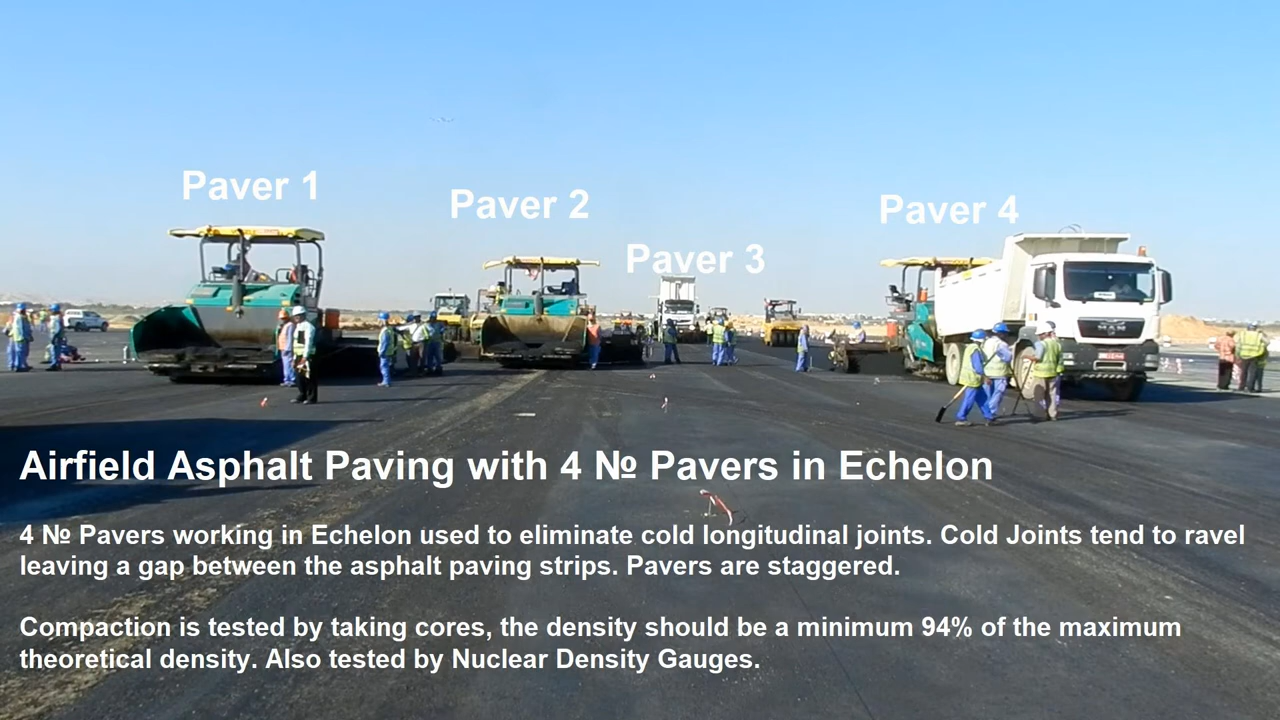 Paver 1
Paver 2
Paver 3
Paver 4
MAN
Airfield Asphalt Paving with 4 № Pavers in Echelon
4 № Pavers working in Echelon used to eliminate cold longitudinal joints. Cold Joints tend to ravel
leaving a gap between the asphalt paving strips. Pavers are staggered.
Compaction is tested by taking cores, the density should be a minimum 94% of the maximum
theoretical density. Also tested by Nuclear Density Gauges.